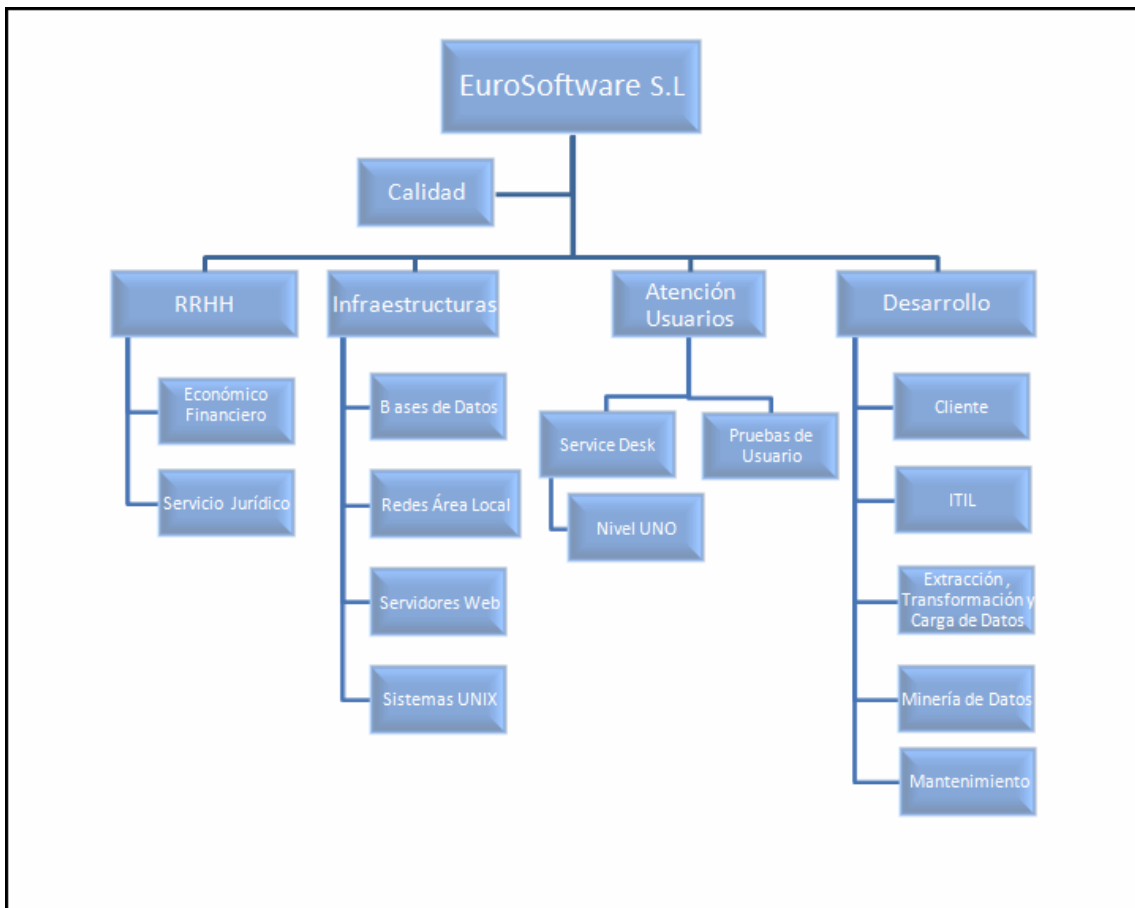 EuroSoftware S.L
Calidad
RRHH
Infraestructuras
Atención
Usuarios
Desarrollo
Económico
Financiero
Servicio Jurídico
Bases de Datos
Redes Área Local
Servidores Web
Sistemas UNIX
Service Desk
Nivel UNO
Pruebas de
Usuario
Cliente
ITIL
Extracción ,
Transformación y
Carga de Datos
Minería de Datos
Mantenimiento